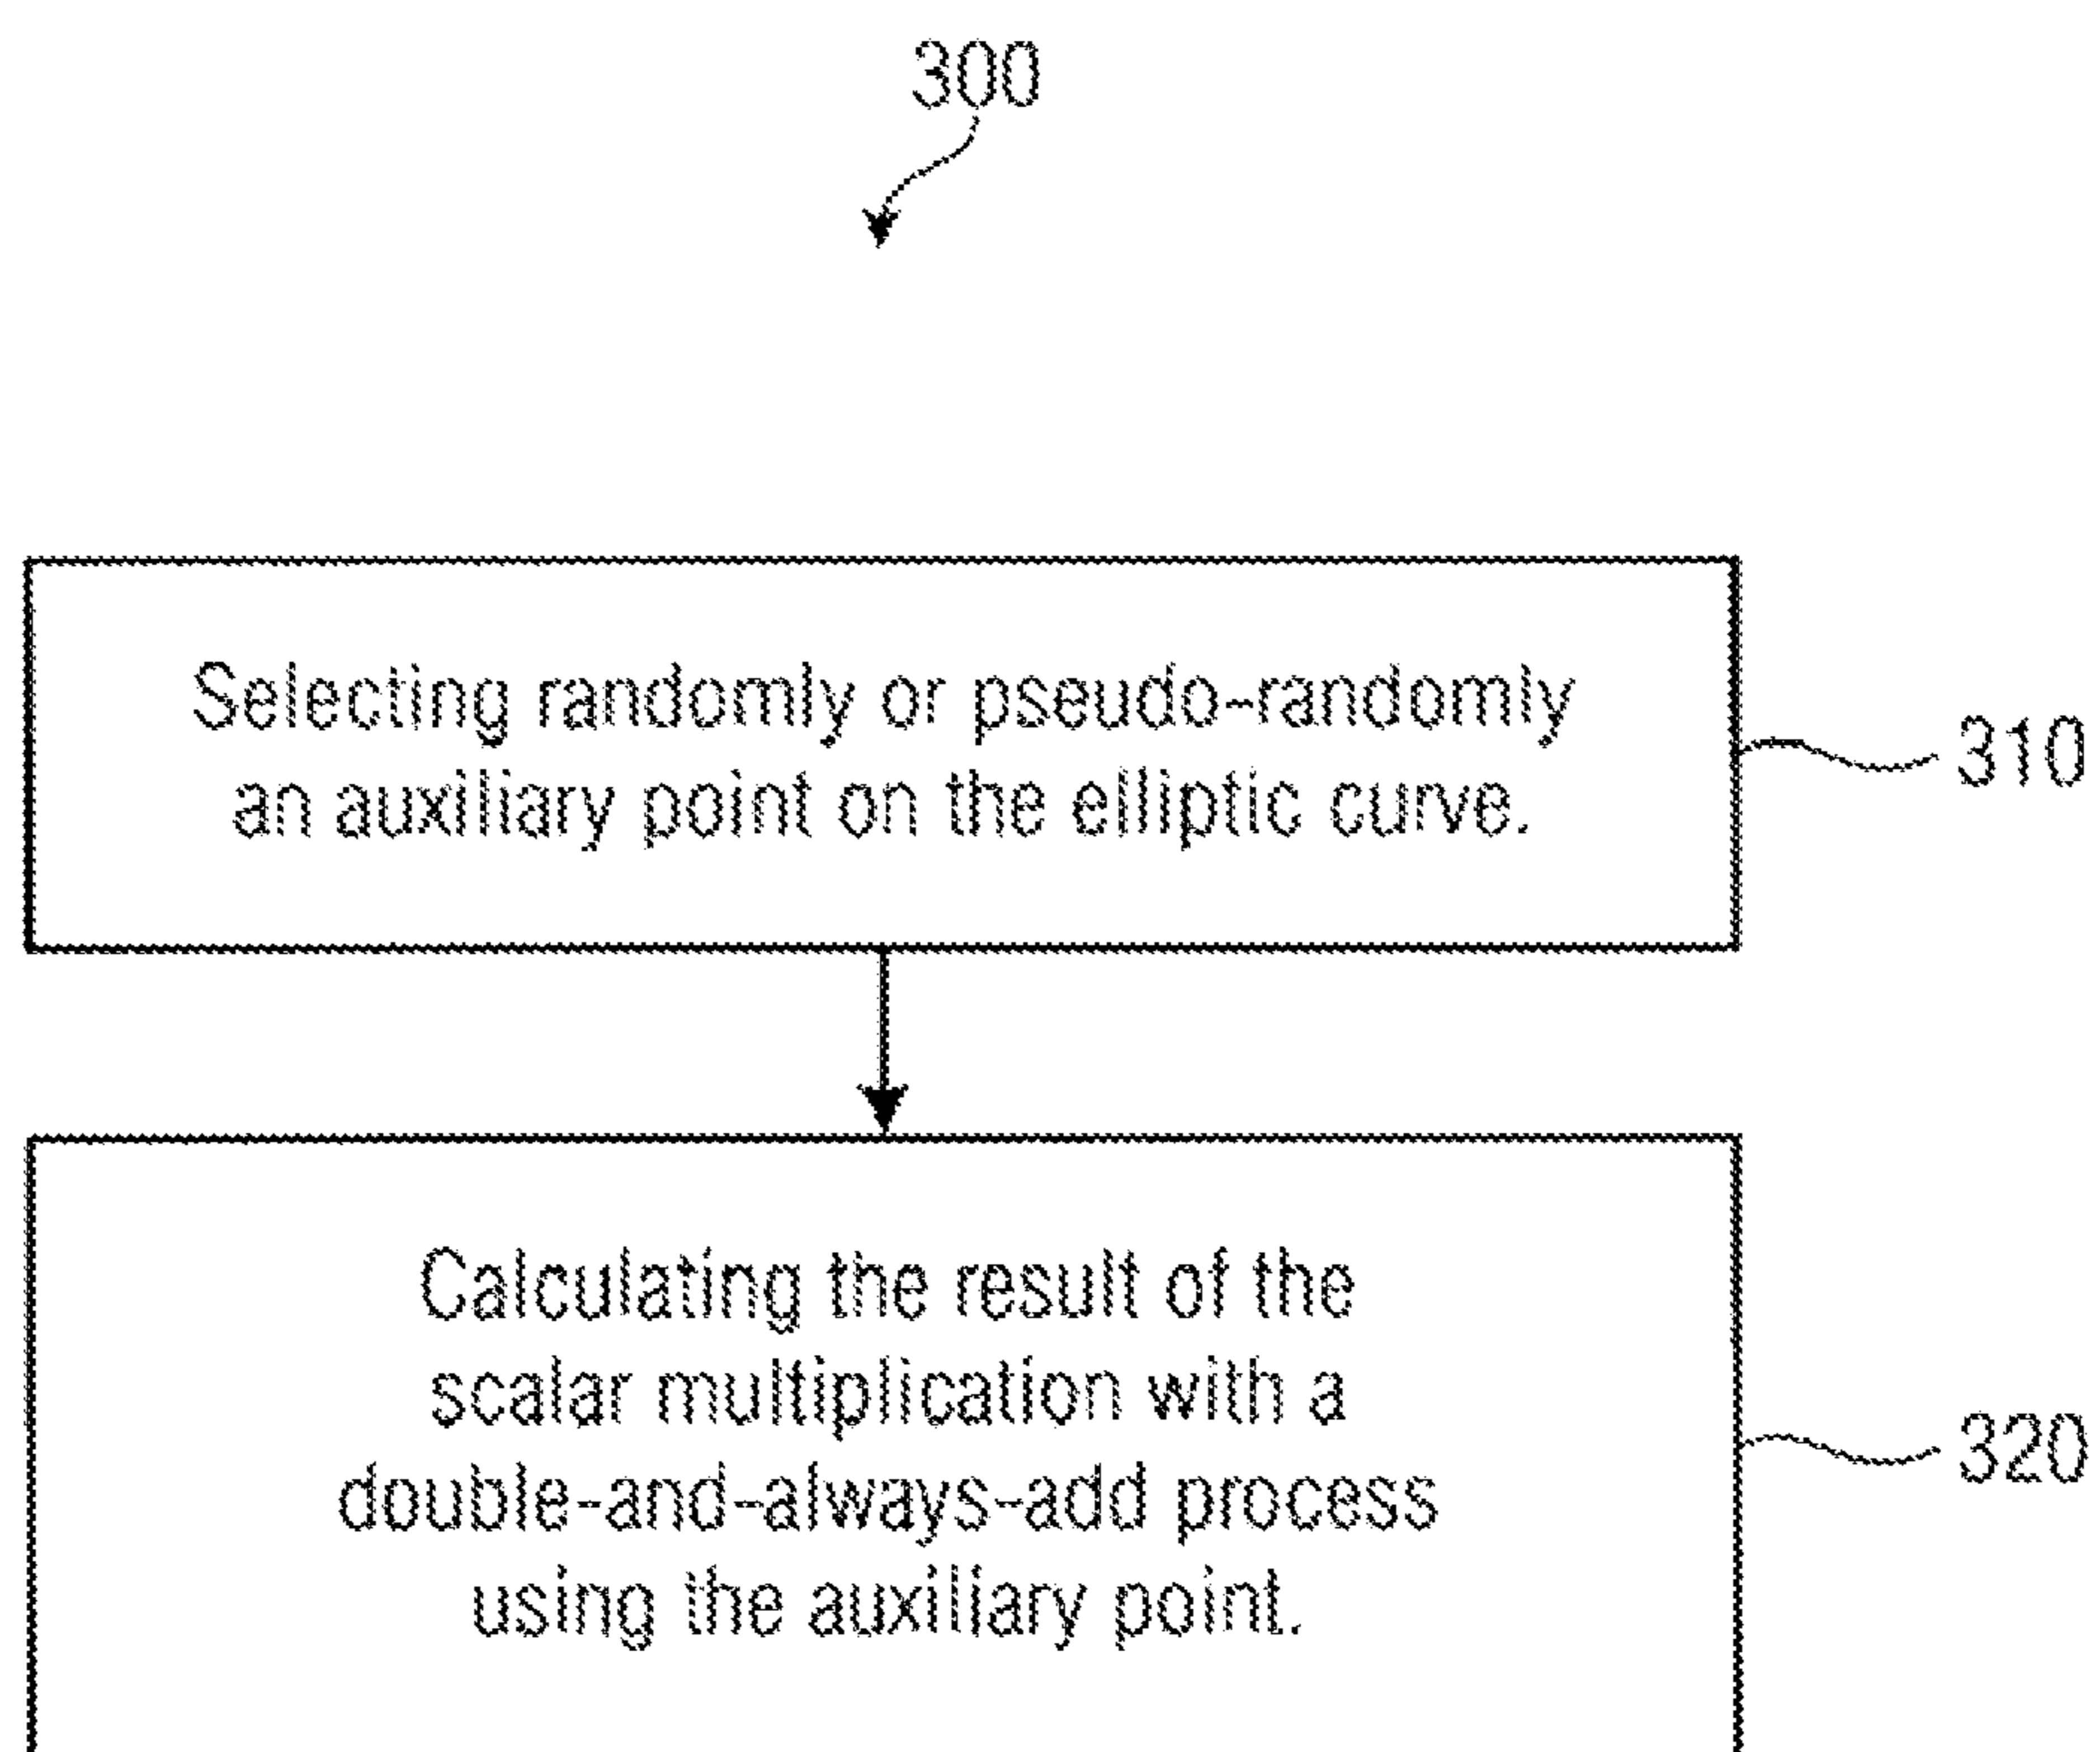 300
Selecting randomly or pseudo-randomly
an auxiliary point on the elliptic curve.
310
Calculating the result of the
scalar multiplication with a
double-and-always-add process
using the auxiliary point.
320